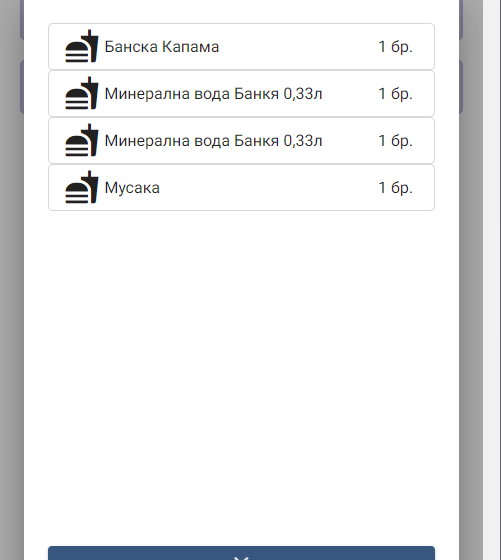 Банска Капама 1 бр.
Минерална вода Банкя 0,33л 1 бр.
Минерална вода Банкя 0,33л 1 бр.
Мусака 1 бр.